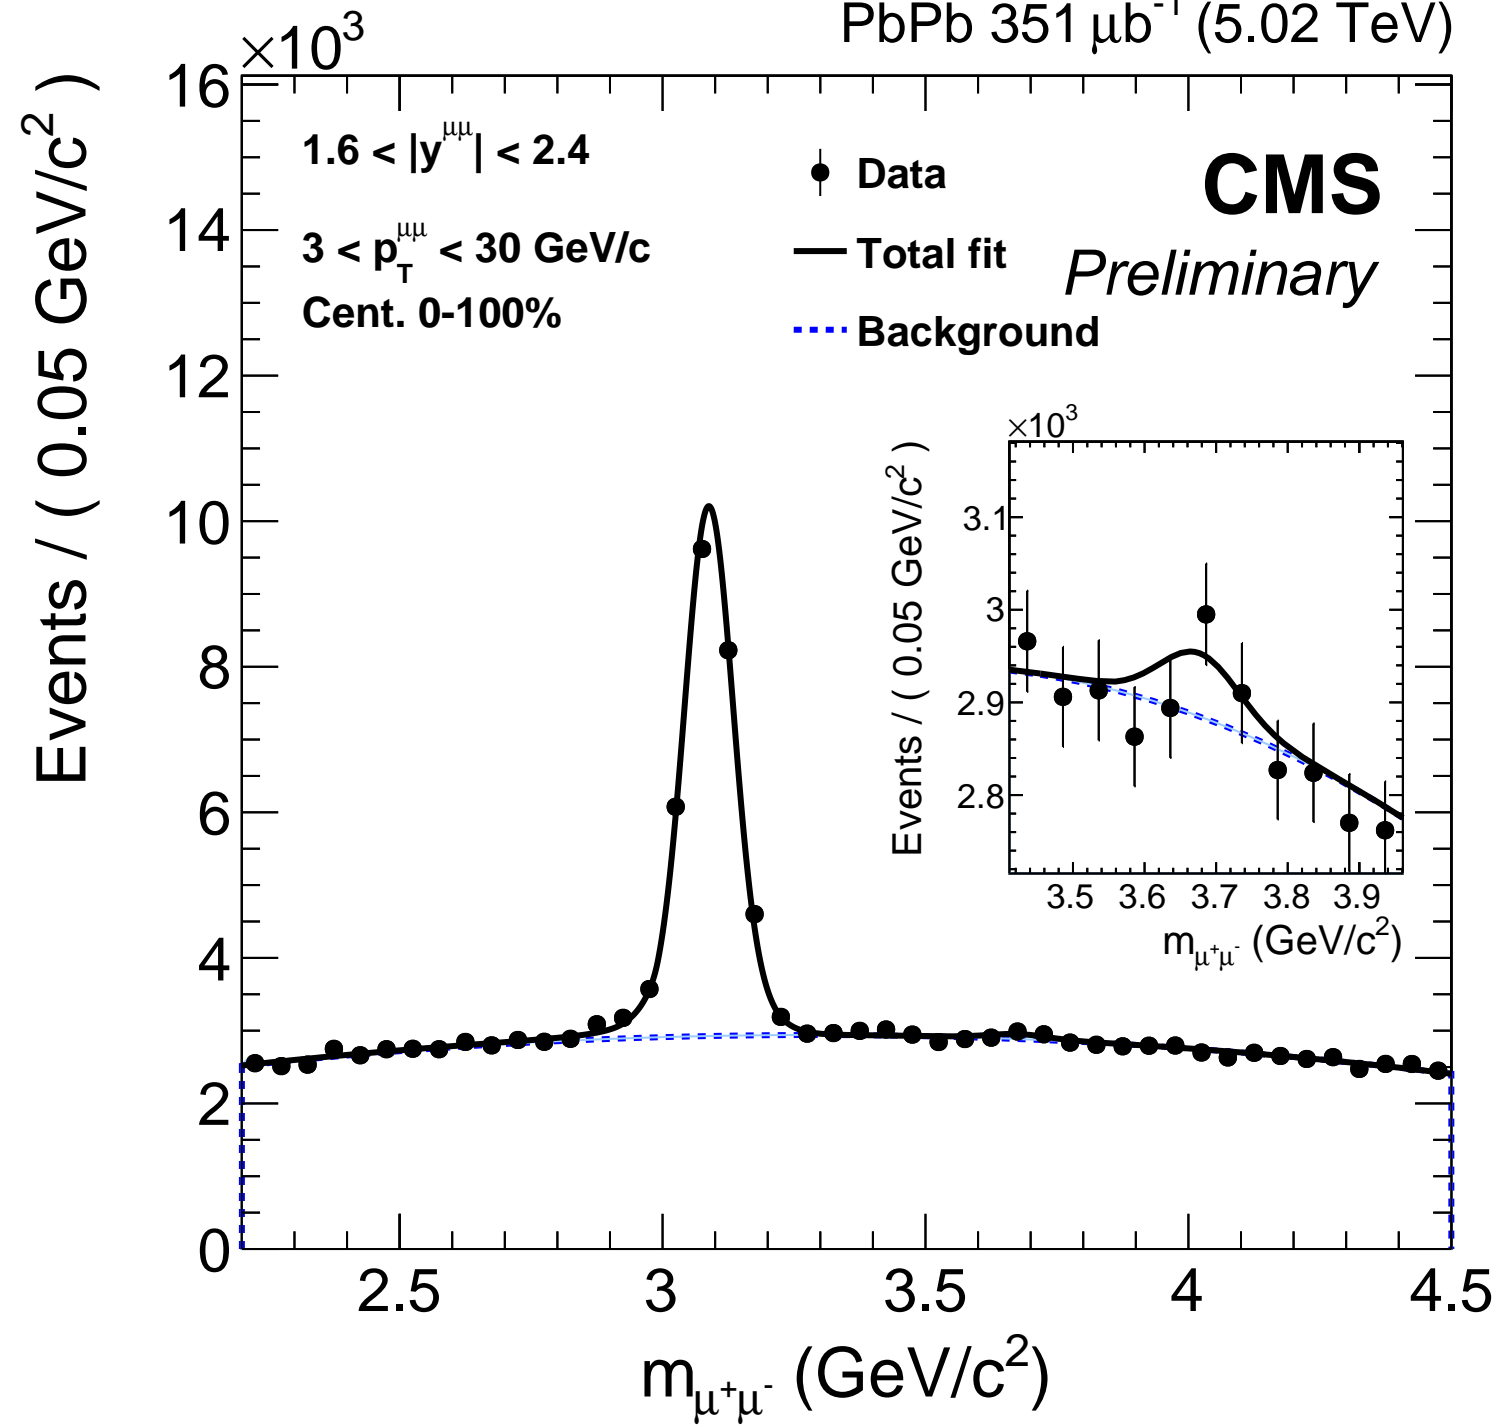 PbPb 351 μb⁻¹ (5.02 TeV)
×10³
Events / ( 0.05 GeV/c² )
16
14
12
10
8
6
4
2
0
1.6 < |y^μμ| < 2.4
3 < p_T^μμ < 30 GeV/c
Cent. 0-100%
Data
Total fit
Background
CMS
Preliminary
×10³
Events / ( 0.05 GeV/c² )
3.1
3
2.9
2.8
3.5 3.6 3.7 3.8 3.9
m_μ⁺μ⁻ (GeV/c²)
2.5 3 3.5 4 4.5
m_μ⁺μ⁻ (GeV/c²)